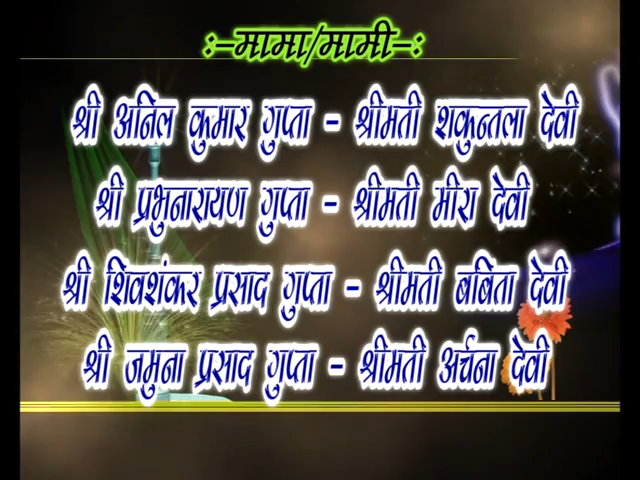 :–मामा/मामी–:
श्री अनिल कुमार गुप्ता - श्रीमती शकुन्तला देवी
श्री प्रभुनारायण गुप्ता - श्रीमती मीरा देवी
श्री शिवशंकर प्रसाद गुप्ता - श्रीमती बबिता देवी
श्री जमुना प्रसाद गुप्ता - श्रीमती अर्चना देवी